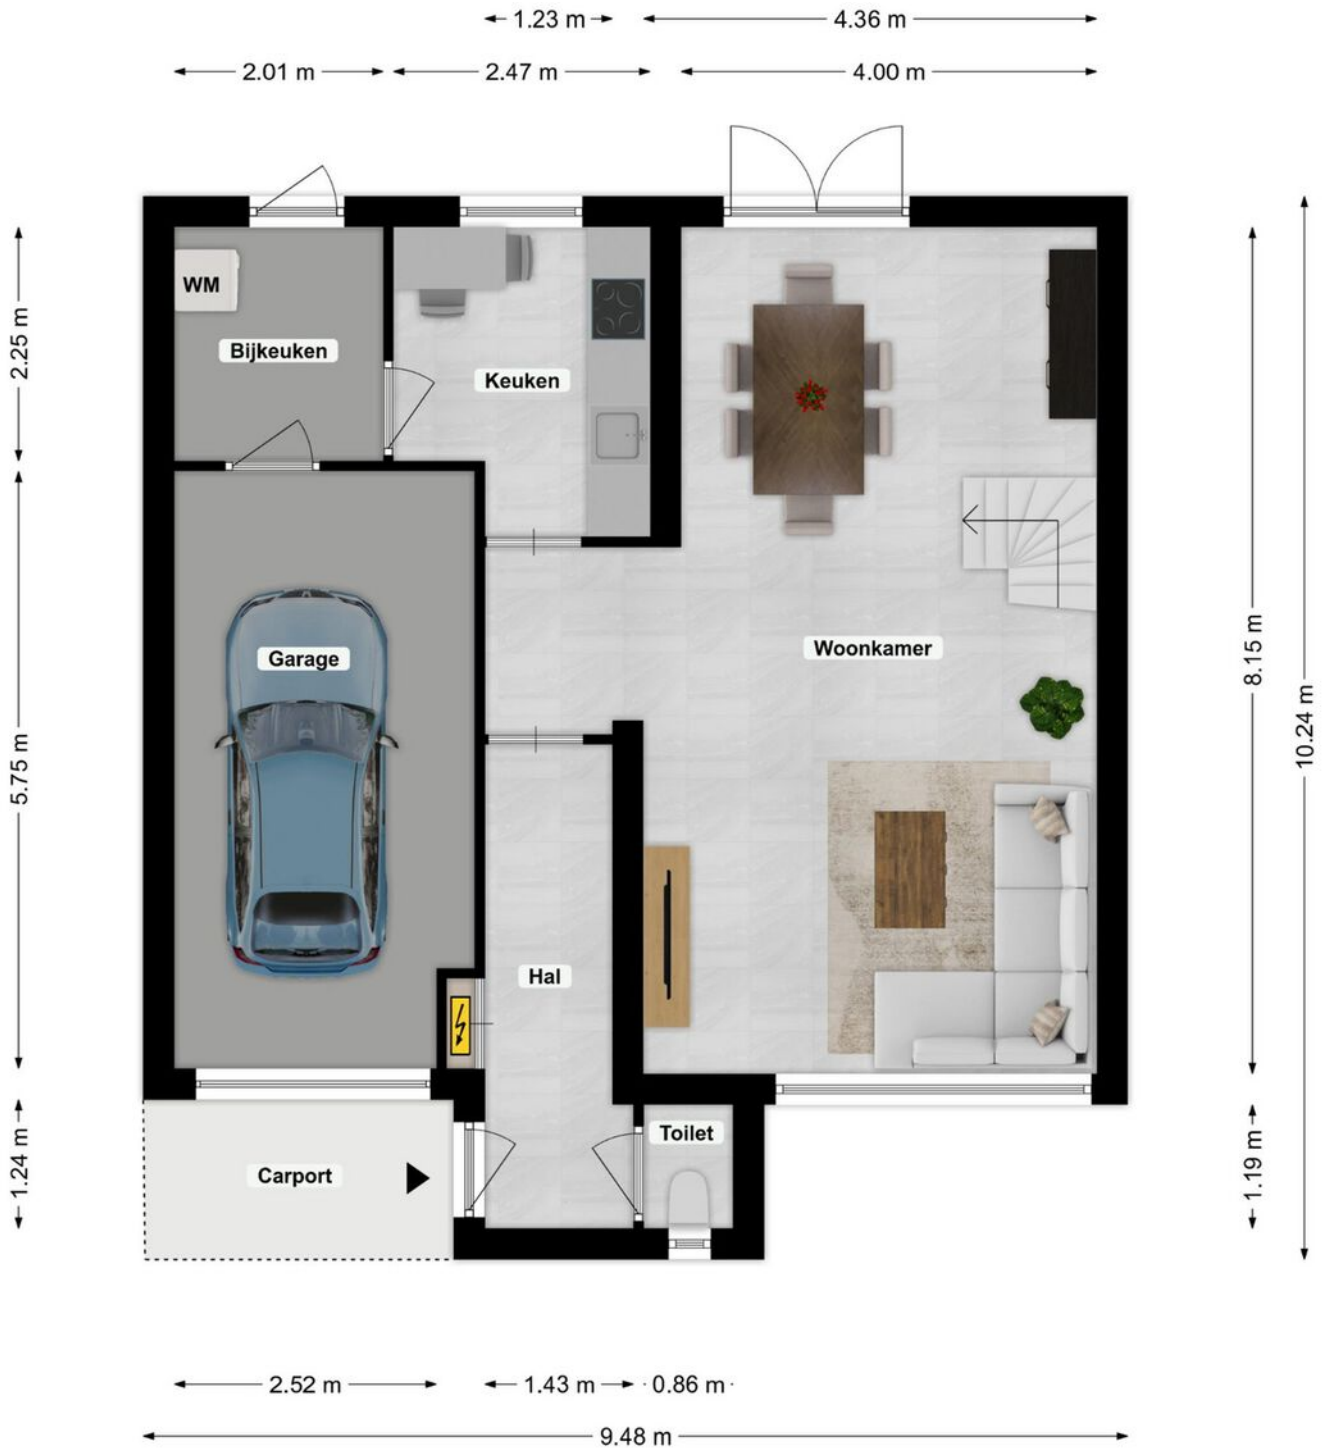 1.23 m
4.36 m
2.01 m
2.47 m
4.00 m
WM
Bijkeuken
Keuken
2.25 m
Woonkamer
Garage
8.15 m
10.24 m
5.75 m
Hal
Toilet
Carport
1.24 m
1.19 m
2.52 m
1.43 m
0.86 m
9.48 m